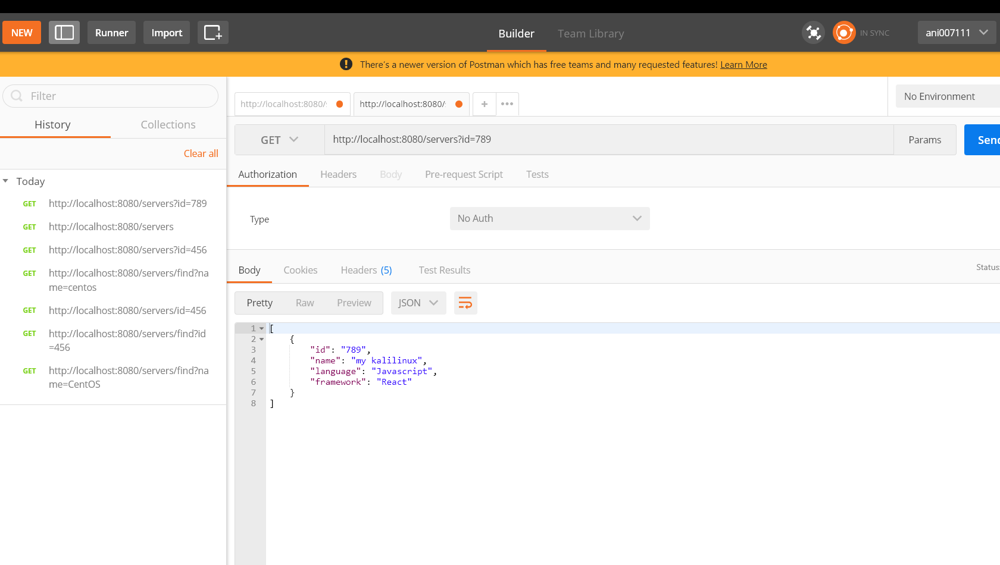 NEW
Runner
Import
Builder
Team Library
IN SYNC
ani007111
There's a newer version of Postman which has free teams and many requested features! Learn More
Filter
History
Collections
Clear all
Today
GET http://localhost:8080/servers?id=789
GET http://localhost:8080/servers
GET http://localhost:8080/servers?id=456
GET http://localhost:8080/servers/find?na
me=centos
GET http://localhost:8080/servers/id=456
GET http://localhost:8080/servers/find?id
=456
GET http://localhost:8080/servers/find?na
me=CentOS
http://localhost:8080/
http://localhost:8080/
No Environment
GET
http://localhost:8080/servers?id=789
Params
Authorization
Headers
Body
Pre-request Script
Tests
Type
No Auth
Body
Cookies
Headers (5)
Test Results
Status:
Pretty
Raw
Preview
JSON
1 [
2 {
3 "id": "789",
4 "name": "my kalilinux",
5 "language": "Javascript",
6 "framework": "React"
7 }
8 ]